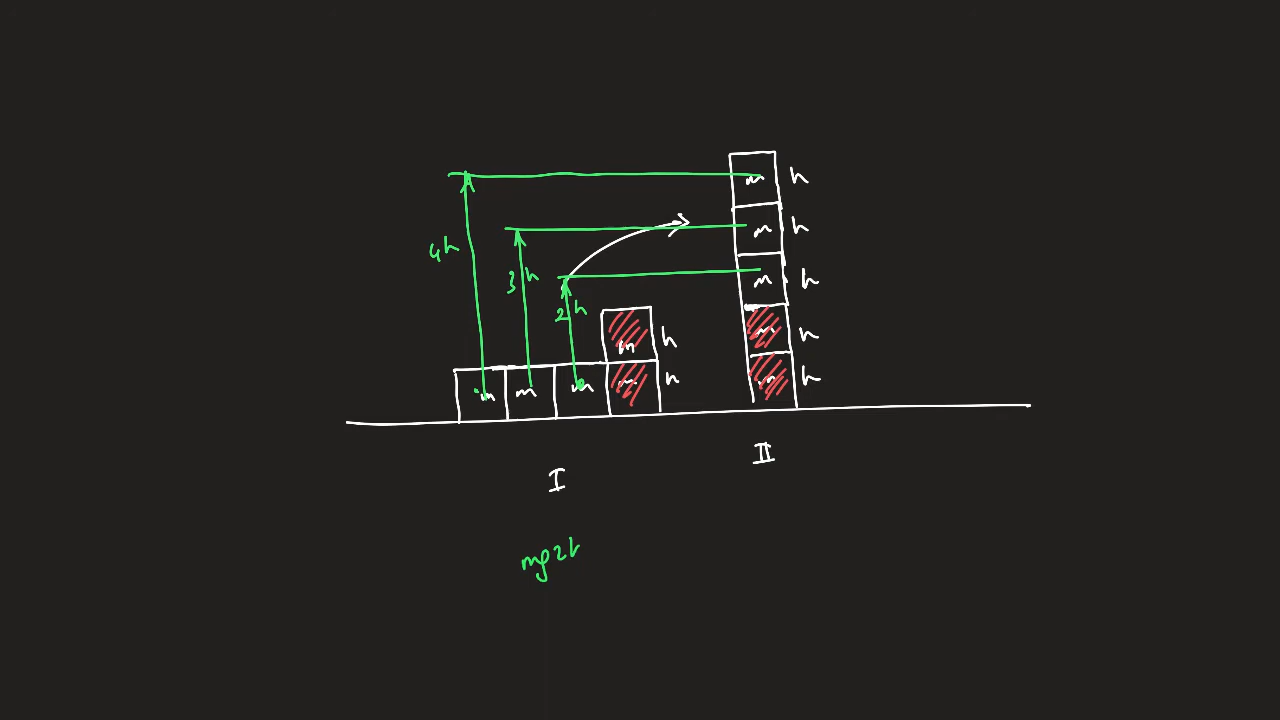 m h
m h
4h 3h m h
2h m h
m h m h
m m m m h m h
I II
mg2h